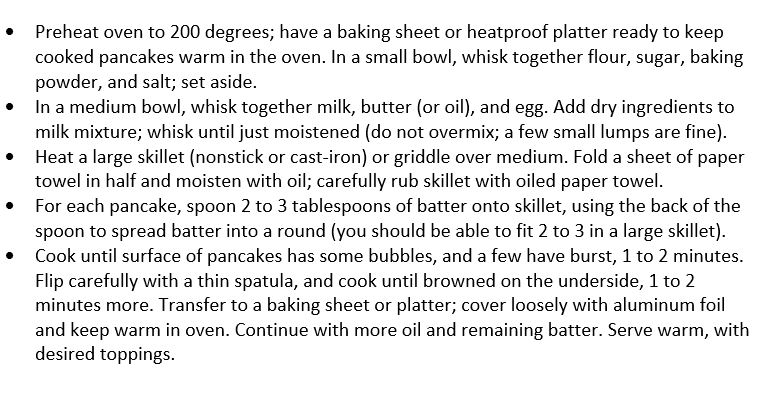 • Preheat oven to 200 degrees; have a baking sheet or heatproof platter ready to keep
cooked pancakes warm in the oven. In a small bowl, whisk together flour, sugar, baking
powder, and salt; set aside.
• In a medium bowl, whisk together milk, butter (or oil), and egg. Add dry ingredients to
milk mixture; whisk until just moistened (do not overmix; a few small lumps are fine).
• Heat a large skillet (nonstick or cast-iron) or griddle over medium. Fold a sheet of paper
towel in half and moisten with oil; carefully rub skillet with oiled paper towel.
• For each pancake, spoon 2 to 3 tablespoons of batter onto skillet, using the back of the
spoon to spread batter into a round (you should be able to fit 2 to 3 in a large skillet).
• Cook until surface of pancakes has some bubbles, and a few have burst, 1 to 2 minutes.
Flip carefully with a thin spatula, and cook until browned on the underside, 1 to 2
minutes more. Transfer to a baking sheet or platter; cover loosely with aluminum foil
and keep warm in oven. Continue with more oil and remaining batter. Serve warm, with
desired toppings.